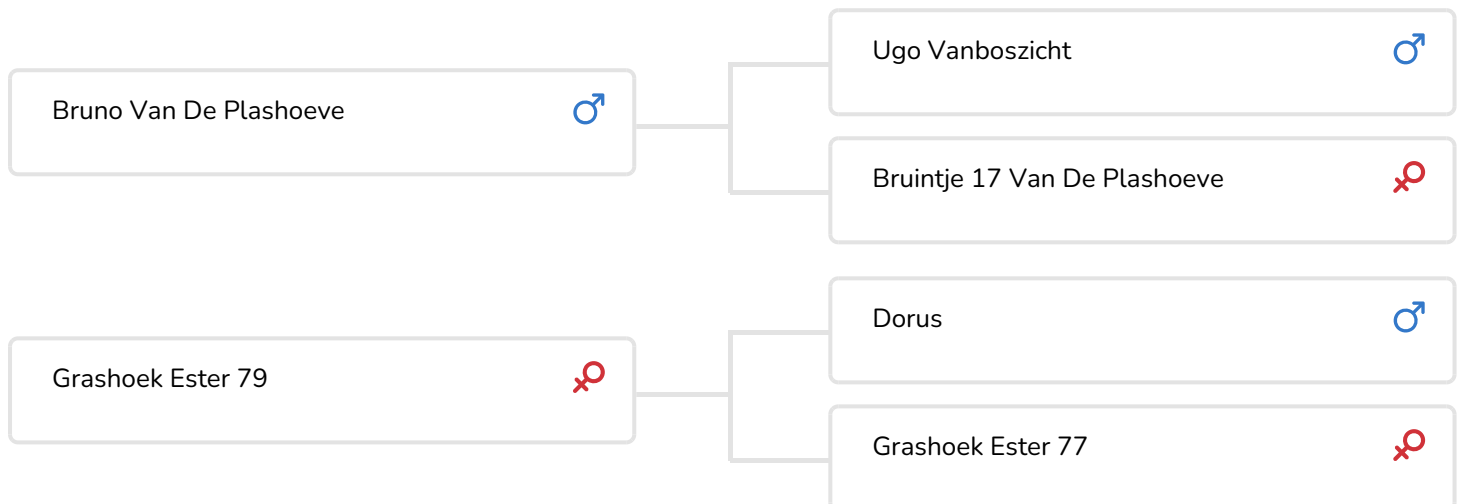 Ugo Vanboszicht
Bruno Van De Plashoeve
Bruintje 17 Van De Plashoeve
Dorus
Grashoek Ester 79
Grashoek Ester 77